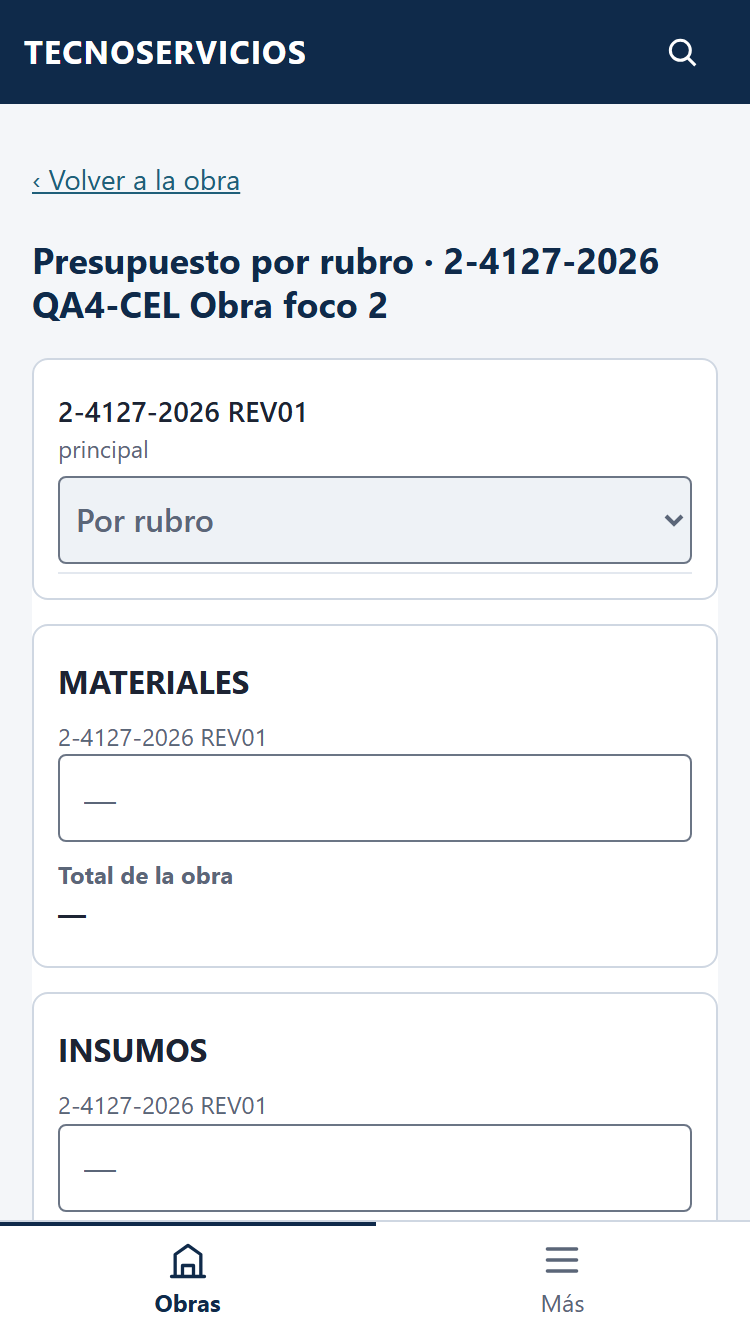 TECNOSERVICIOS
‹ Volver a la obra
Presupuesto por rubro · 2-4127-2026
QA4-CEL Obra foco 2
2-4127-2026 REV01
principal
Por rubro
MATERIALES
2-4127-2026 REV01
—
Total de la obra
—
INSUMOS
2-4127-2026 REV01
—
Obras
Más